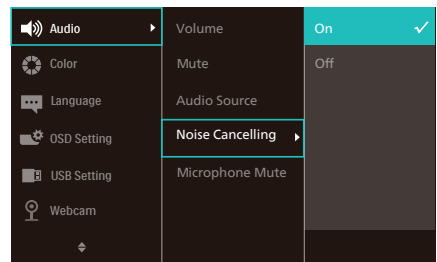 Audio
Volume
On
Color
Mute
Off
Language
Audio Source
OSD Setting
Noise Cancelling
USB Setting
Microphone Mute
Webcam